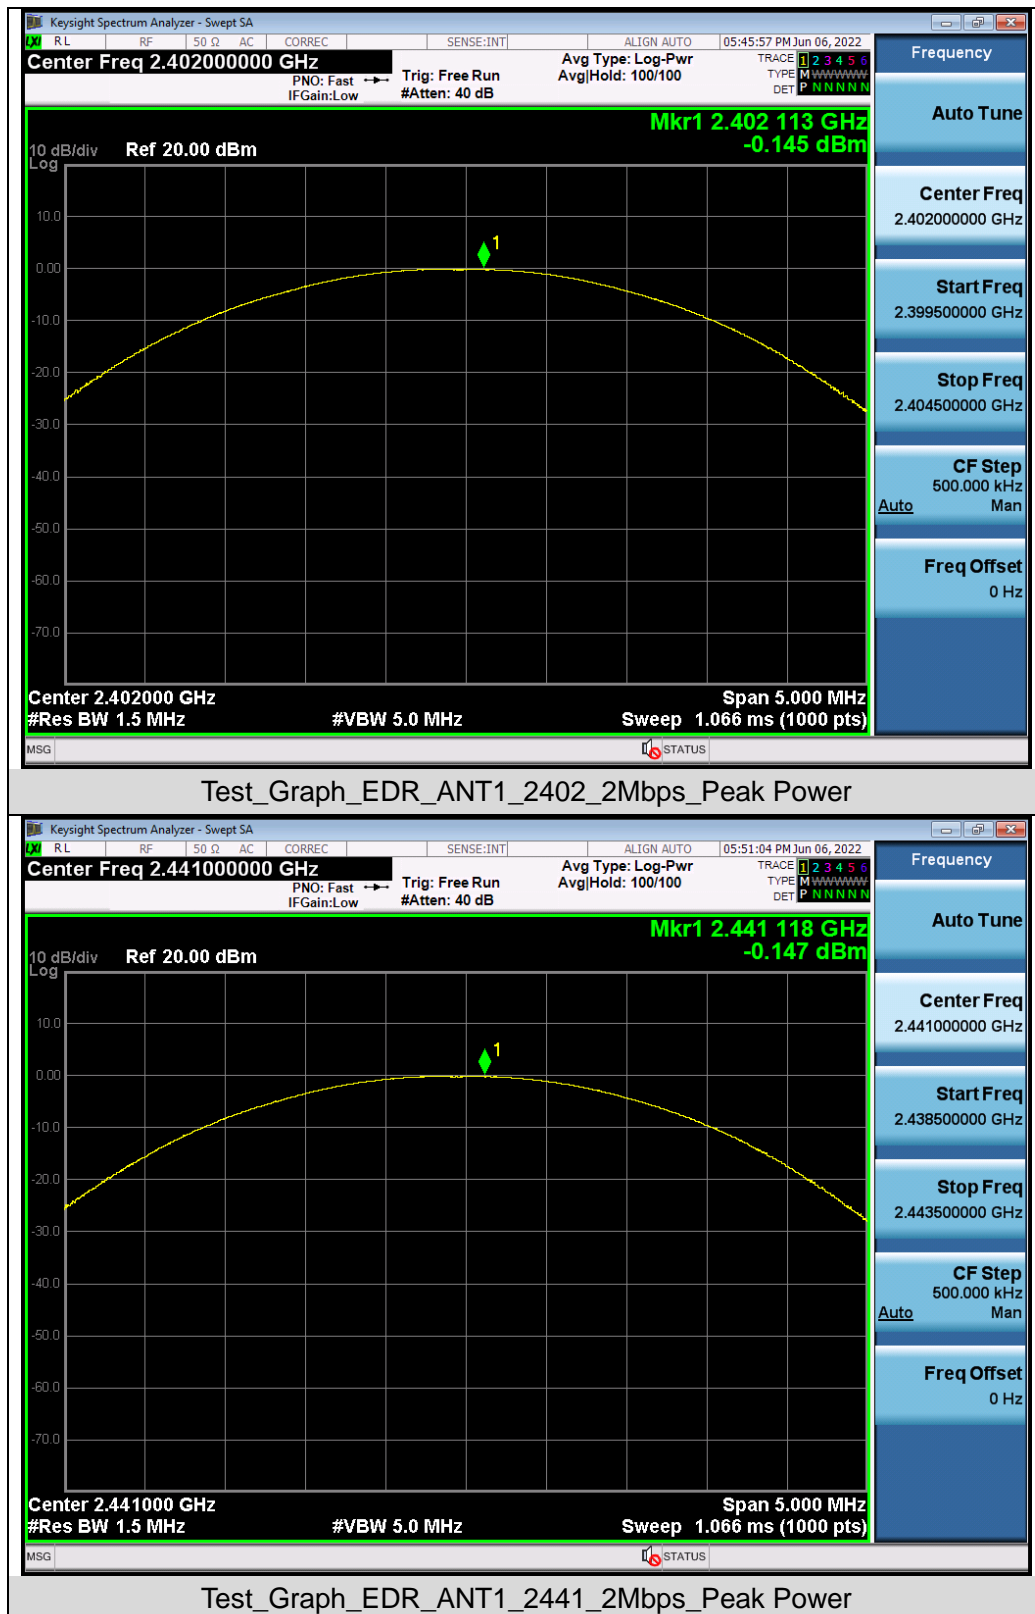 Keysight Spectrum Analyzer - Swept SA
LXI RL RF 50 Ω AC CORREC SENSE:INT ALIGN AUTO 05:45:57 PM Jun 06, 2022
Center Freq 2.402000000 GHz
PNO: Fast
IFGain:Low
Trig: Free Run
#Atten: 40 dB
Avg Type: Log-Pwr
Avg|Hold: 100/100
TRACE 1 2 3 4 5 6
TYPE M WWWWW
DET P N N N N N
Mkr1 2.402 113 GHz
-0.145 dBm
10 dB/div Ref 20.00 dBm
Log
10.0
1
0.00
-10.0
-20.0
-30.0
-40.0
-50.0
-60.0
-70.0
Center 2.402000 GHz Span 5.000 MHz
#Res BW 1.5 MHz #VBW 5.0 MHz Sweep 1.066 ms (1000 pts)
MSG STATUS
Frequency
Auto Tune
Center Freq
2.402000000 GHz
Start Freq
2.399500000 GHz
Stop Freq
2.404500000 GHz
CF Step
500.000 kHz
Auto Man
Freq Offset
0 Hz
Test_Graph_EDR_ANT1_2402_2Mbps_Peak Power
Keysight Spectrum Analyzer - Swept SA
LXI RL RF 50 Ω AC CORREC SENSE:INT ALIGN AUTO 05:51:04 PM Jun 06, 2022
Center Freq 2.441000000 GHz
PNO: Fast
IFGain:Low
Trig: Free Run
#Atten: 40 dB
Avg Type: Log-Pwr
Avg|Hold: 100/100
TRACE 1 2 3 4 5 6
TYPE M WWWWW
DET P N N N N N
Mkr1 2.441 118 GHz
-0.147 dBm
10 dB/div Ref 20.00 dBm
Log
10.0
1
0.00
-10.0
-20.0
-30.0
-40.0
-50.0
-60.0
-70.0
Center 2.441000 GHz Span 5.000 MHz
#Res BW 1.5 MHz #VBW 5.0 MHz Sweep 1.066 ms (1000 pts)
MSG STATUS
Frequency
Auto Tune
Center Freq
2.441000000 GHz
Start Freq
2.438500000 GHz
Stop Freq
2.443500000 GHz
CF Step
500.000 kHz
Auto Man
Freq Offset
0 Hz
Test_Graph_EDR_ANT1_2441_2Mbps_Peak Power